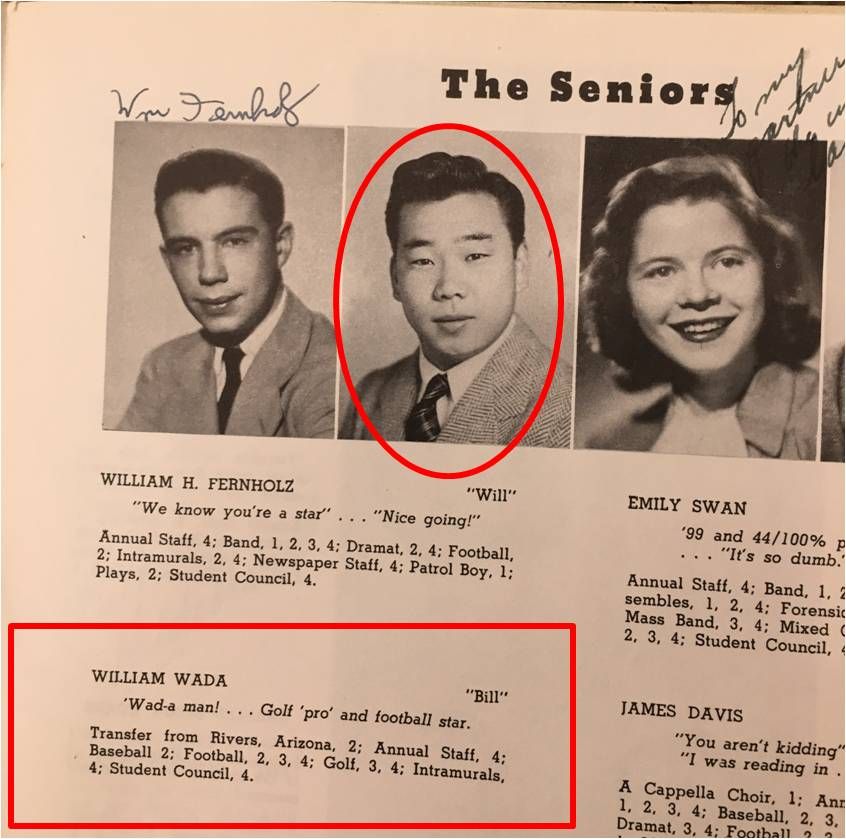 The Seniors
Wm Fernholz
To my
partner
WILLIAM H. FERNHOLZ "Will"
"We know you're a star" . . . "Nice going!"
Annual Staff, 4; Band, 1, 2, 3, 4; Dramat, 2, 4; Football,
2; Intramurals, 2, 4; Newspaper Staff, 4; Patrol Boy, 1;
Plays, 2; Student Council, 4.
WILLIAM WADA "Bill"
'Wad-a man! . . . Golf 'pro' and football star.
Transfer from Rivers, Arizona, 2; Annual Staff, 4;
Baseball 2; Football, 2, 3, 4; Golf, 3, 4; Intramurals,
4; Student Council, 4.
EMILY SWAN
'99 and 44/100% p
. . . "It's so dumb."
Annual Staff, 4; Band, 1, 2
sembles, 1, 2, 4; Forensic
Mass Band, 3, 4; Mixed
2, 3, 4; Student Council,
JAMES DAVIS
"You aren't kidding"
"I was reading in .
A Cappella Choir, 1; Ann
1, 2, 3, 4; Baseball, 2, 3,
Dramat, 3, 4; Football, 2